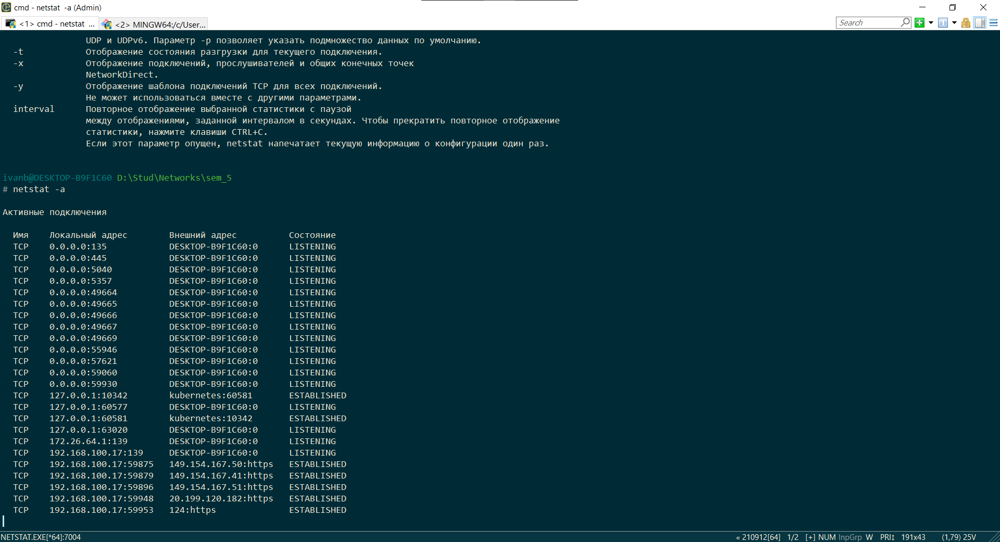 cmd - netstat  -a (Admin)
<1> cmd - netstat ...
<2> MINGW64:/c/User...
Search
UDP и UDPv6. Параметр -p позволяет указать подмножество данных по умолчанию.
-t Отображение состояния разгрузки для текущего подключения.
-x Отображение подключений, прослушивателей и общих конечных точек
NetworkDirect.
-y Отображение шаблона подключений TCP для всех подключений.
Не может использоваться вместе с другими параметрами.
interval Повторное отображение выбранной статистики с паузой
между отображениями, заданной интервалом в секундах. Чтобы прекратить повторное отображение
статистики, нажмите клавиши CTRL+C.
Если этот параметр опущен, netstat напечатает текущую информацию о конфигурации один раз.
ivanb@DESKTOP-B9F1C60 D:\Stud\Networks\sem_5
# netstat -a
Активные подключения
Имя Локальный адрес Внешний адрес Состояние
TCP 0.0.0.0:135 DESKTOP-B9F1C60:0 LISTENING
TCP 0.0.0.0:445 DESKTOP-B9F1C60:0 LISTENING
TCP 0.0.0.0:5040 DESKTOP-B9F1C60:0 LISTENING
TCP 0.0.0.0:5357 DESKTOP-B9F1C60:0 LISTENING
TCP 0.0.0.0:49664 DESKTOP-B9F1C60:0 LISTENING
TCP 0.0.0.0:49665 DESKTOP-B9F1C60:0 LISTENING
TCP 0.0.0.0:49666 DESKTOP-B9F1C60:0 LISTENING
TCP 0.0.0.0:49667 DESKTOP-B9F1C60:0 LISTENING
TCP 0.0.0.0:49669 DESKTOP-B9F1C60:0 LISTENING
TCP 0.0.0.0:55946 DESKTOP-B9F1C60:0 LISTENING
TCP 0.0.0.0:57621 DESKTOP-B9F1C60:0 LISTENING
TCP 0.0.0.0:59060 DESKTOP-B9F1C60:0 LISTENING
TCP 0.0.0.0:59930 DESKTOP-B9F1C60:0 LISTENING
TCP 127.0.0.1:10342 kubernetes:60581 ESTABLISHED
TCP 127.0.0.1:60577 DESKTOP-B9F1C60:0 LISTENING
TCP 127.0.0.1:60581 kubernetes:10342 ESTABLISHED
TCP 127.0.0.1:63020 DESKTOP-B9F1C60:0 LISTENING
TCP 172.26.64.1:139 DESKTOP-B9F1C60:0 LISTENING
TCP 192.168.100.17:139 DESKTOP-B9F1C60:0 LISTENING
TCP 192.168.100.17:59875 149.154.167.50:https ESTABLISHED
TCP 192.168.100.17:59879 149.154.167.41:https ESTABLISHED
TCP 192.168.100.17:59896 149.154.167.51:https ESTABLISHED
TCP 192.168.100.17:59948 20.199.120.182:https ESTABLISHED
TCP 192.168.100.17:59953 124:https ESTABLISHED
NETSTAT.EXE[*64]:7004 « 210912[64] 1/2 [+] NUM InpGrp W PRI↕ 191x43 (1,79) 25V